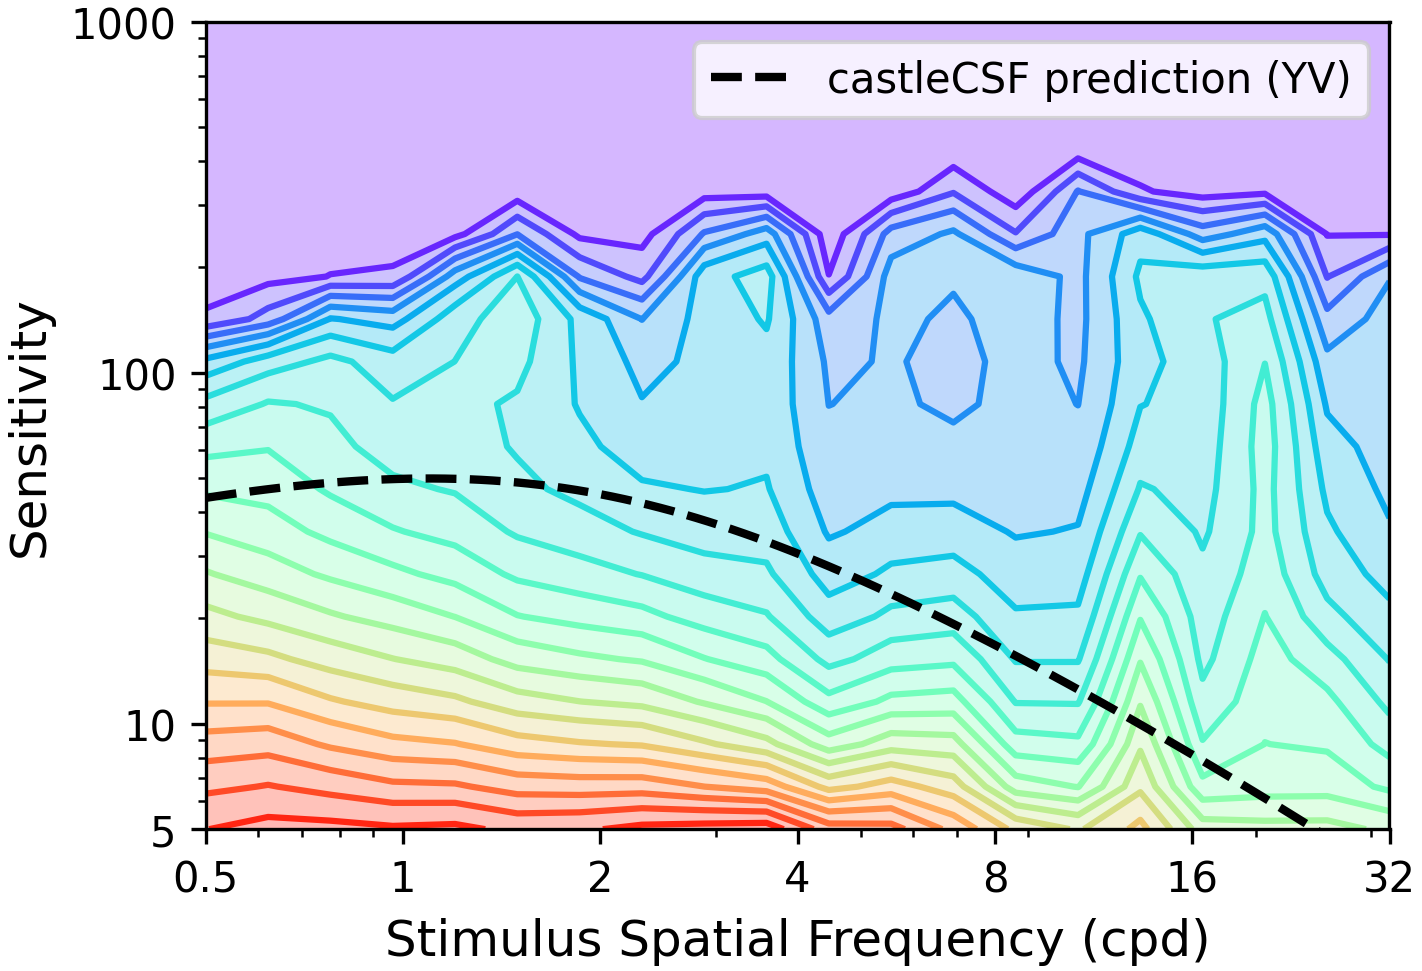 1000
castleCSF prediction (YV)
100
10
5
Sensitivity
0.5 1 2 4 8 16 32
Stimulus Spatial Frequency (cpd)